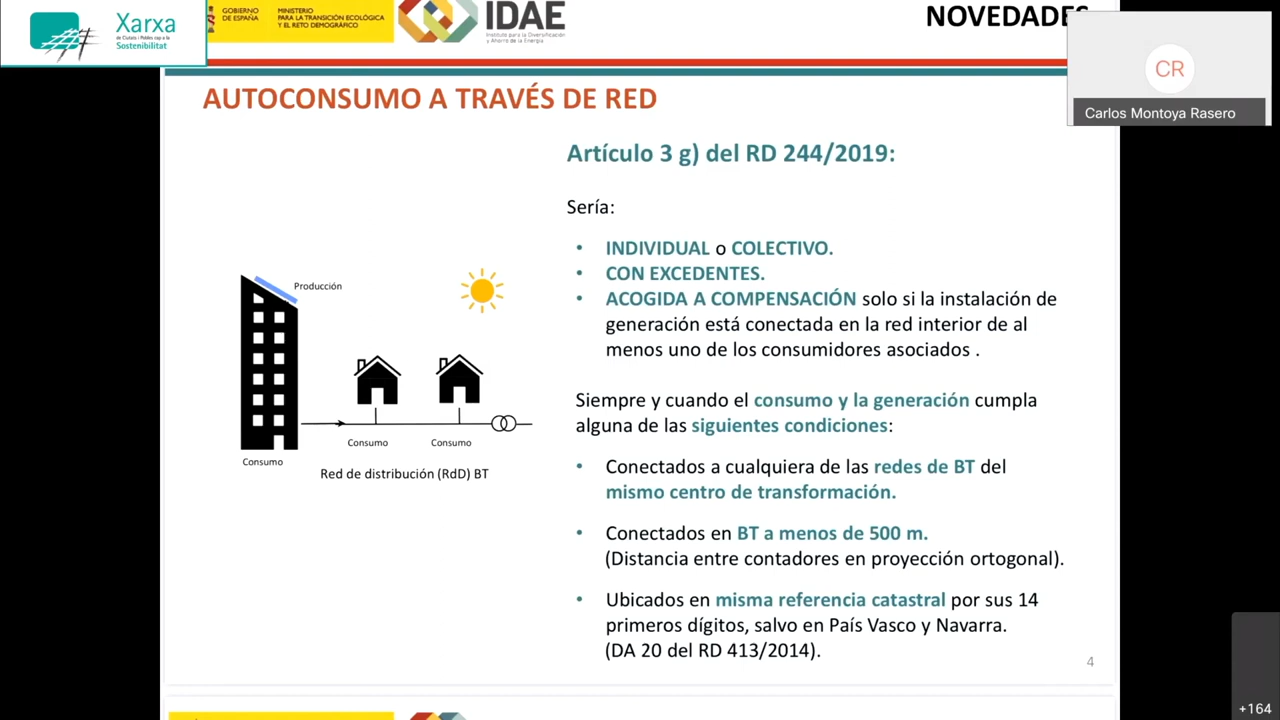 Xarxa
de Ciutats i Pobles cap a la
Sostenibilitat
GOBIERNO
DE ESPAÑA
MINISTERIO
PARA LA TRANSICIÓN ECOLÓGICA
Y EL RETO DEMOGRÁFICO
IDAE
Instituto para la Diversificación
y Ahorro de la Energía
NOVEDADES
CR
Carlos Montoya Rasero
AUTOCONSUMO A TRAVÉS DE RED
Artículo 3 g) del RD 244/2019:
Sería:
• INDIVIDUAL o COLECTIVO.
• CON EXCEDENTES.
• ACOGIDA A COMPENSACIÓN solo si la instalación de
generación está conectada en la red interior de al
menos uno de los consumidores asociados .
Siempre y cuando el consumo y la generación cumpla
alguna de las siguientes condiciones:
• Conectados a cualquiera de las redes de BT del
mismo centro de transformación.
• Conectados en BT a menos de 500 m.
(Distancia entre contadores en proyección ortogonal).
• Ubicados en misma referencia catastral por sus 14
primeros dígitos, salvo en País Vasco y Navarra.
(DA 20 del RD 413/2014).
Producción
Consumo
Consumo
Consumo
Red de distribución (RdD) BT
4
+164